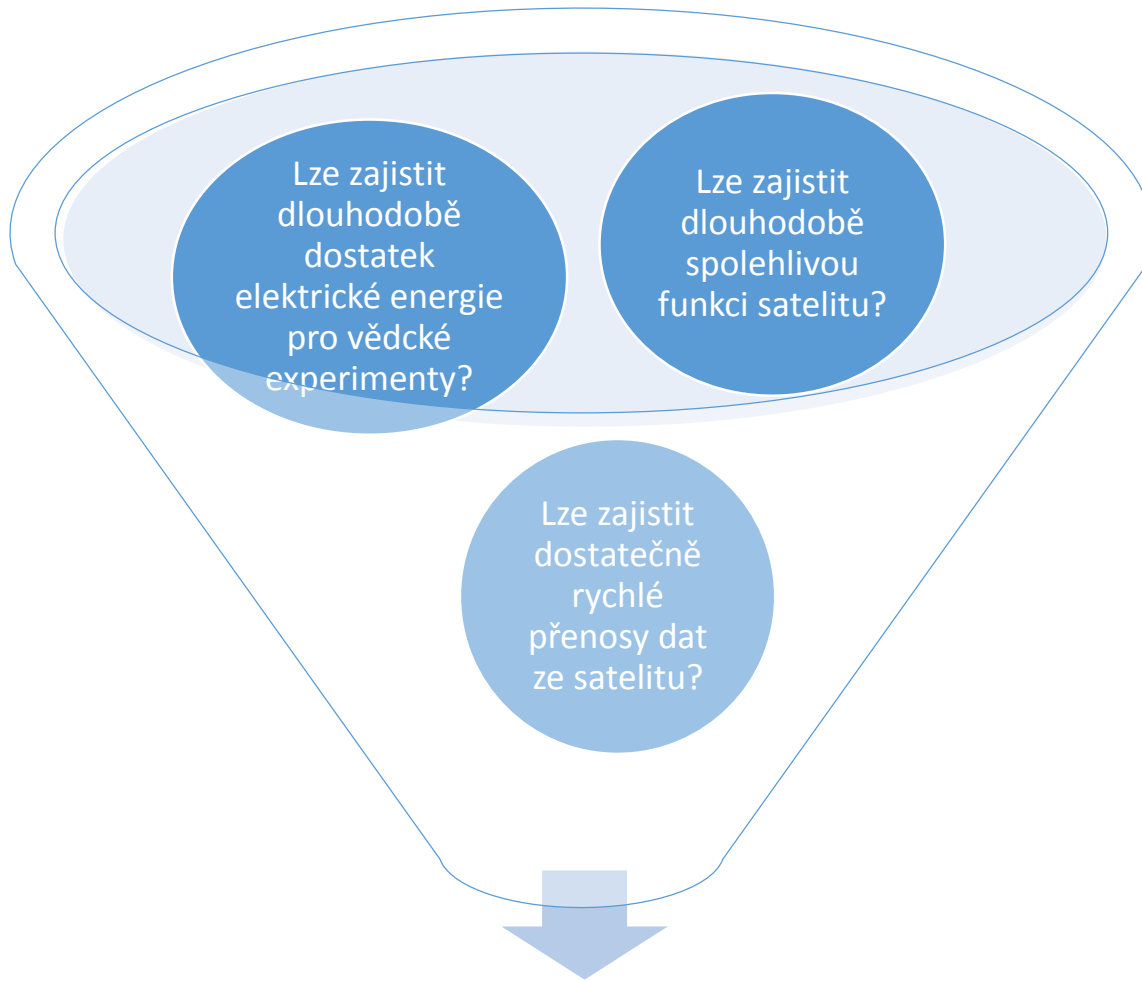 Lze zajistit
dlouhodobě
dostatek
elektrické energie
pro vědcké
experimenty?
Lze zajistit
dlouhodobě
spolehlivou
funkci satelitu?
Lze zajistit
dostatečně
rychlé
přenosy dat
ze satelitu?